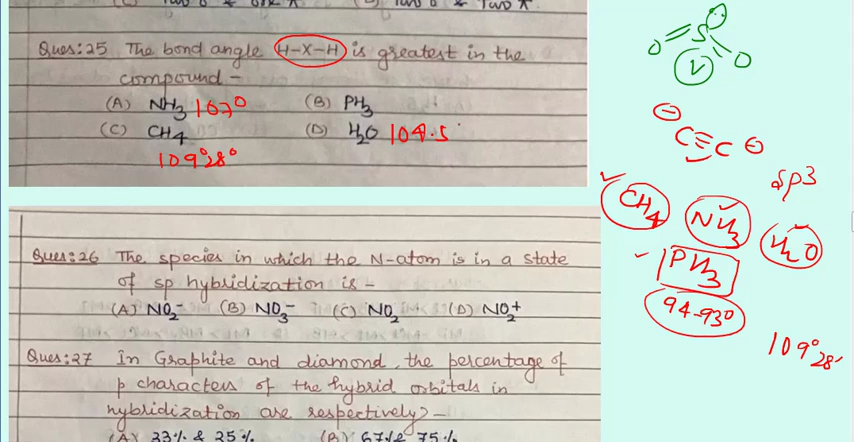 Ques:25 The bond angle H-X-H is greatest in the
compound-
(A) NH3 107° (B) PH3
(C) CH4 (D) H2O 104.5
109°28°
Ques:26 The species in which the N-atom is in a state
of sp hybridization is-
(A) NO2- (B) NO3- (C) NO2 (D) NO2+
Ques:27 In Graphite and diamond, the percentage of
p characters of the hybrid orbitals in
hybridization are respectively?-
(A) 33% & 25% (B) 67% & 75%
O=S=O
V
C≡C
sp3
CH4 NH3 H2O
PH3
94-93°
109°28'